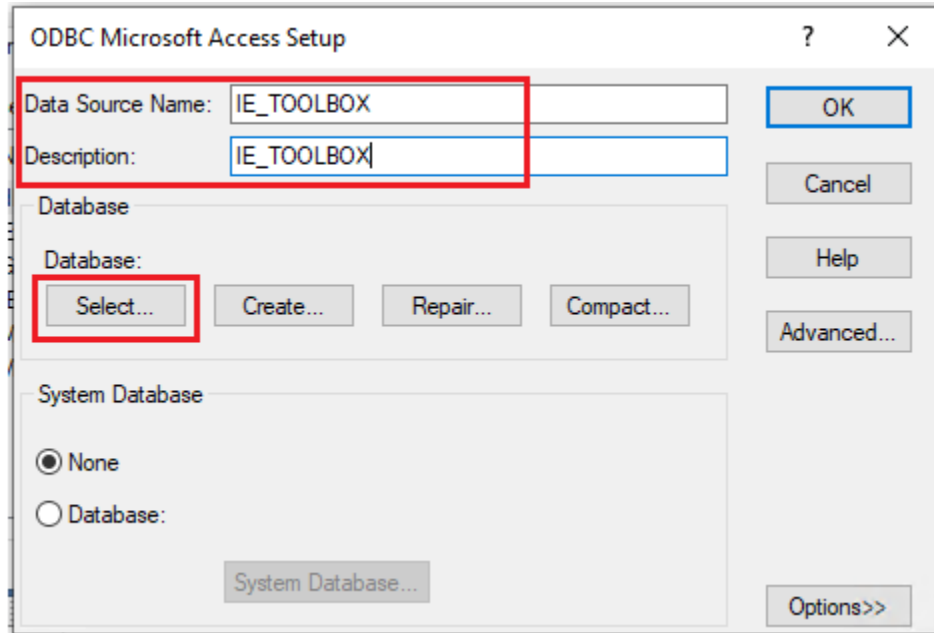 ODBC Microsoft Access Setup
Data Source Name: IE_TOOLBOX
OK
Description: IE_TOOLBOX
Cancel
Database
Database:
Help
Select... Create... Repair... Compact...
Advanced...
System Database
None
Database:
System Database...
Options>>